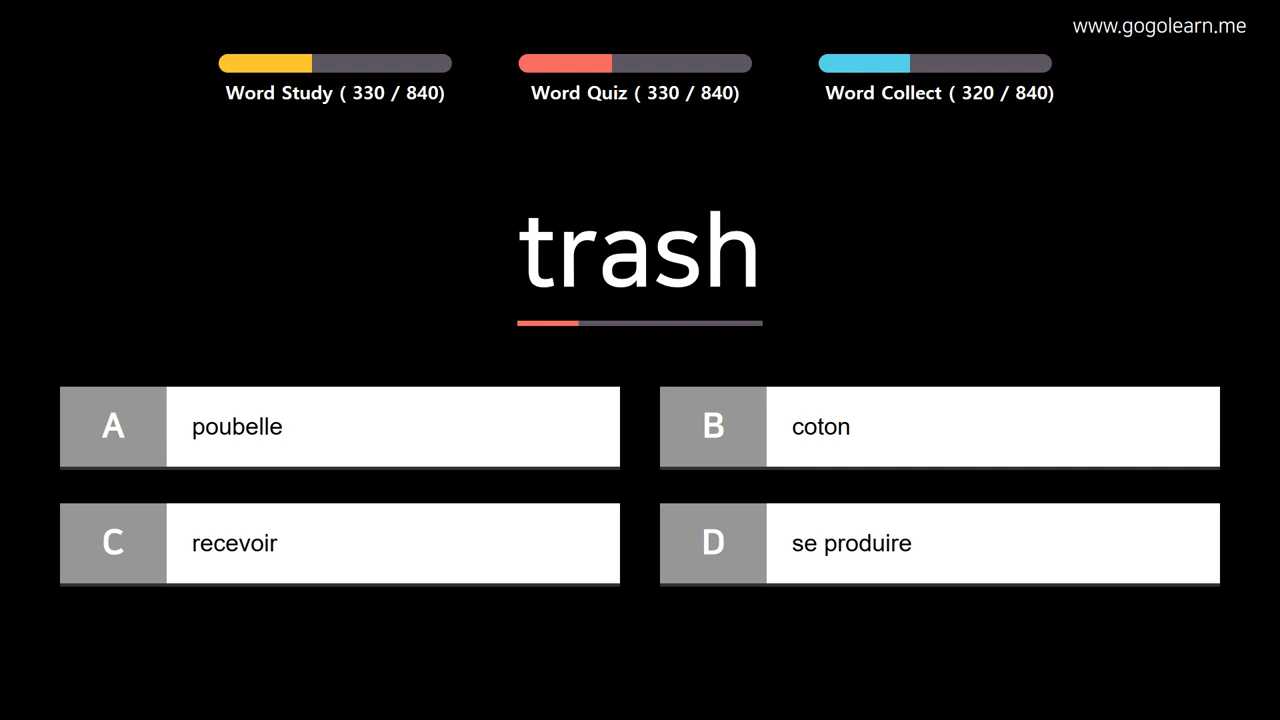 www.gogolearn.me
Word Study ( 330 / 840)
Word Quiz ( 330 / 840)
Word Collect ( 320 / 840)
trash
A
poubelle
B
coton
C
recevoir
D
se produire